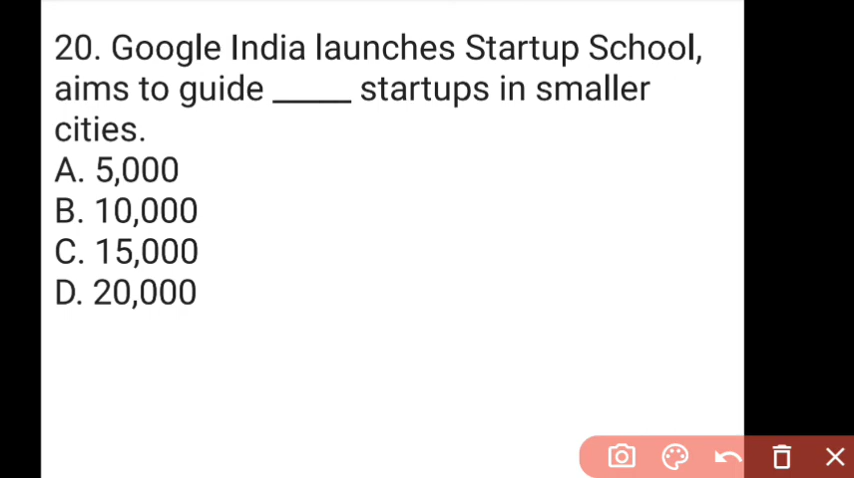 20. Google India launches Startup School,
aims to guide _____ startups in smaller
cities.
A. 5,000
B. 10,000
C. 15,000
D. 20,000